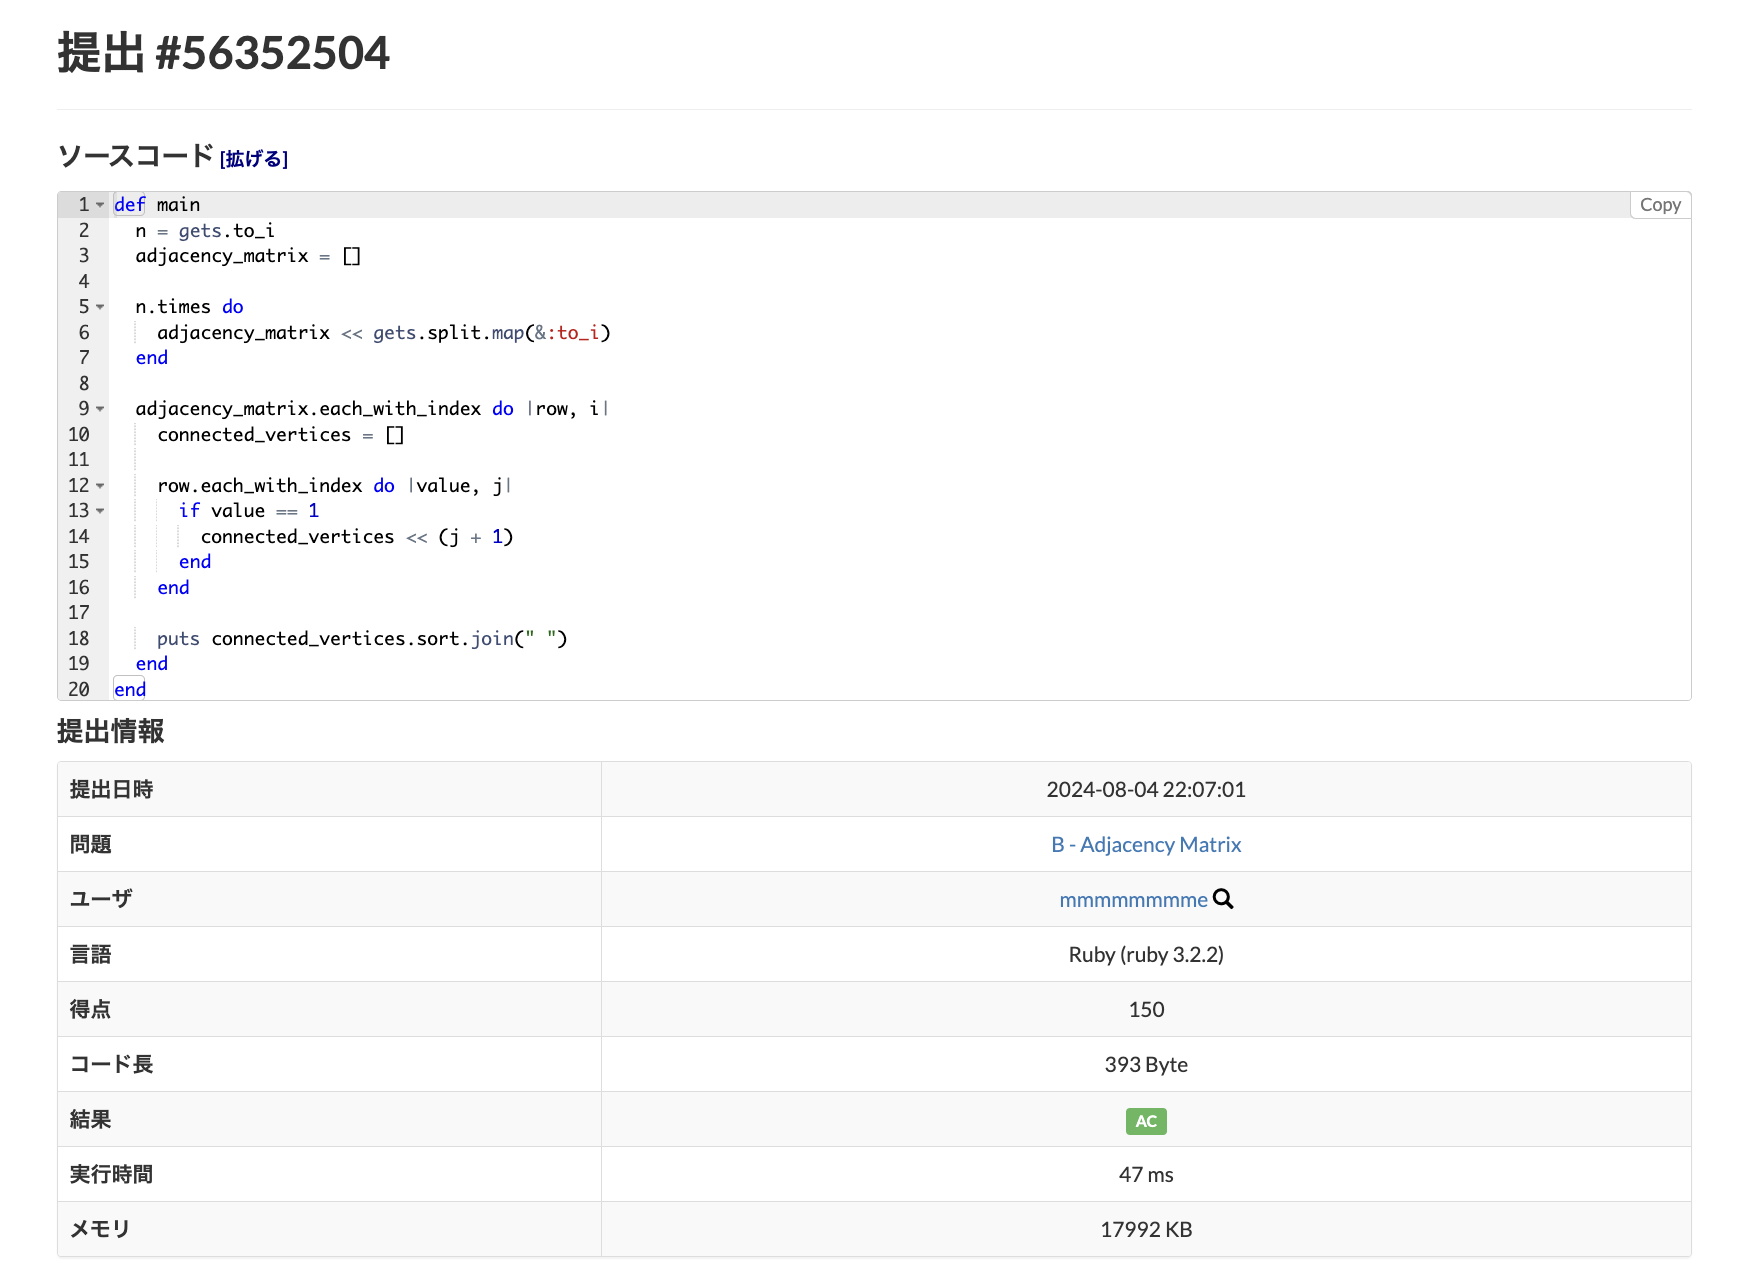 提出 #56352504
ソースコード [拡げる]
Copy
1 def main
2   n = gets.to_i
3   adjacency_matrix = []
4
5   n.times do
6     adjacency_matrix << gets.split.map(&:to_i)
7   end
8
9   adjacency_matrix.each_with_index do |row, i|
10     connected_vertices = []
11
12     row.each_with_index do |value, j|
13       if value == 1
14         connected_vertices << (j + 1)
15       end
16     end
17
18     puts connected_vertices.sort.join(" ")
19   end
20 end
提出情報
提出日時 2024-08-04 22:07:01
問題 B - Adjacency Matrix
ユーザ mmmmmmmme
言語 Ruby (ruby 3.2.2)
得点 150
コード長 393 Byte
結果 AC
実行時間 47 ms
メモリ 17992 KB